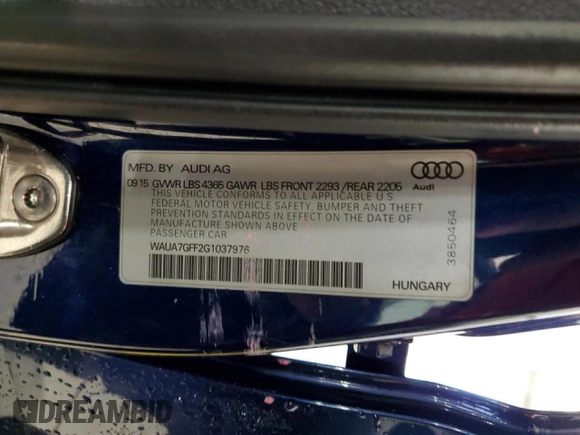 MFD. BY AUDI AG
09 15 GVWR LBS 4365 GAWR LBS FRONT 2293 /REAR 2205
THIS VEHICLE CONFORMS TO ALL APPLICABLE U S
FEDERAL MOTOR VEHICLE SAFETY, BUMPER AND THEFT
PREVENTION STANDARDS IN EFFECT ON THE DATE OF
MANUFACTURE SHOWN ABOVE
PASSENGER CAR
WAUA7GFF2G1037976
Audi
3850464
HUNGARY
DREAMBID